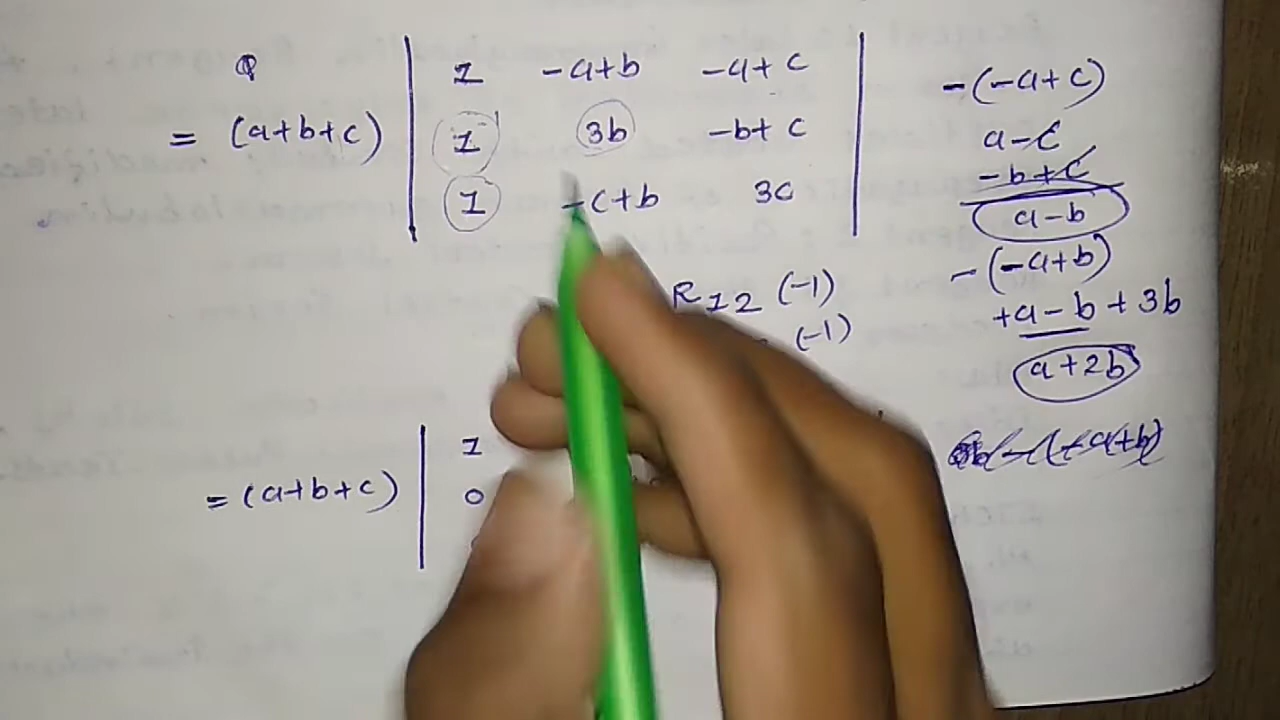 1 -a+b -a+c
= (a+b+c) 1 3b -b+c
1 -c+b 3c
R12 (-1)
(-1)
= (a+b+c) 1
0
-(-a+c)
a-c
-b+c
a-b
-(-a+b)
+a-b+3b
a+2b